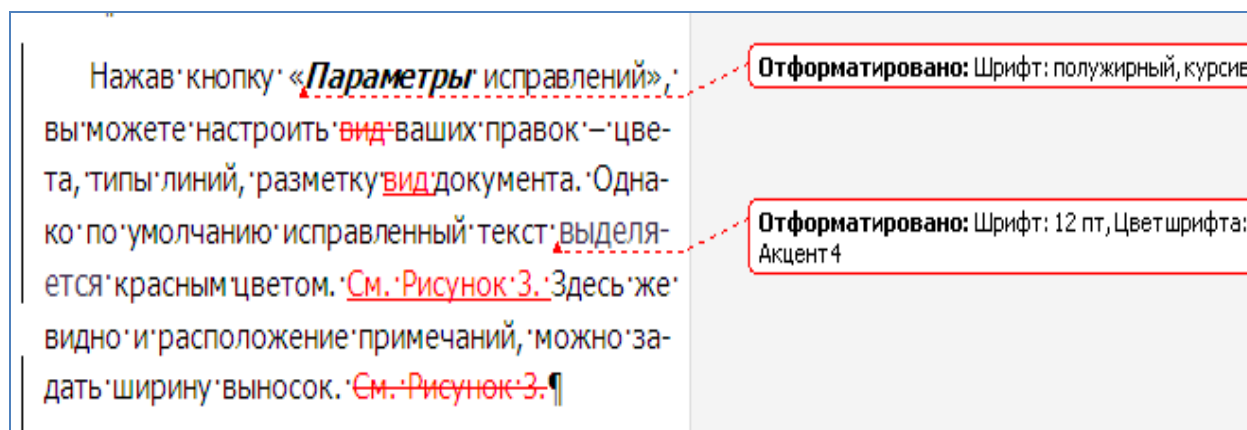 Нажав кнопку «Параметры исправлений»,
вы можете настроить вид ваших правок – цве-
та, типы линий, разметку вид документа. Одна-
ко по умолчанию исправленный текст выделя-
ется красным цветом. См. Рисунок 3. Здесь же
видно и расположение примечаний, можно за-
дать ширину выносок. См. Рисунок 3.¶
Отформатировано: Шрифт: полужирный, курсив
Отформатировано: Шрифт: 12 пт, Цвет шрифта:
Акцент 4